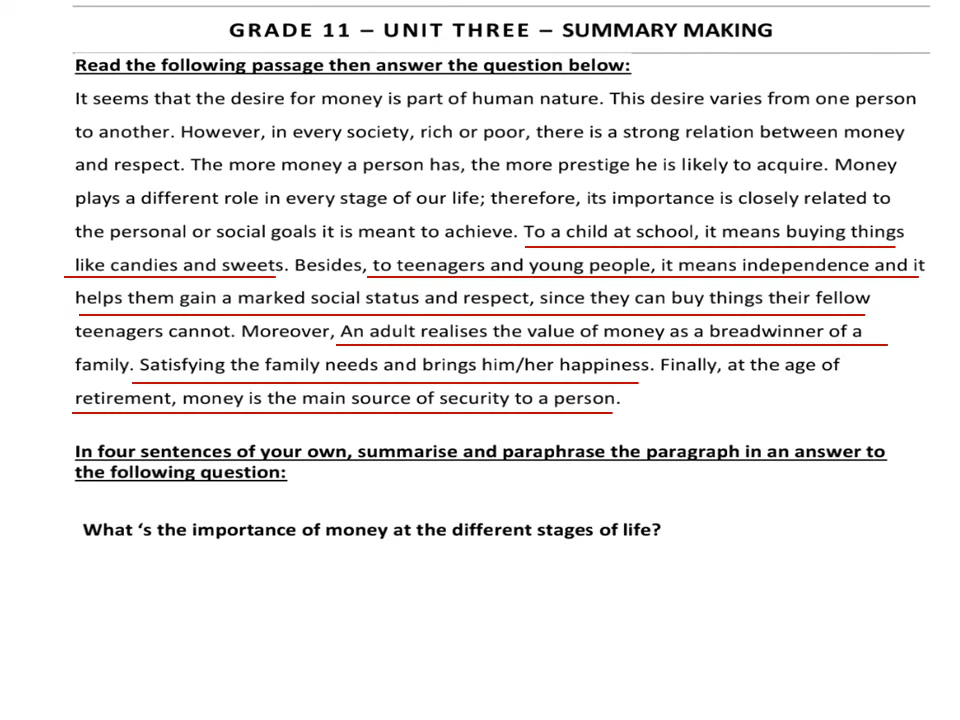 GRADE 11 – UNIT THREE – SUMMARY MAKING
Read the following passage then answer the question below:
It seems that the desire for money is part of human nature. This desire varies from one person
to another. However, in every society, rich or poor, there is a strong relation between money
and respect. The more money a person has, the more prestige he is likely to acquire. Money
plays a different role in every stage of our life; therefore, its importance is closely related to
the personal or social goals it is meant to achieve. To a child at school, it means buying things
like candies and sweets. Besides, to teenagers and young people, it means independence and it
helps them gain a marked social status and respect, since they can buy things their fellow
teenagers cannot. Moreover, An adult realises the value of money as a breadwinner of a
family. Satisfying the family needs and brings him/her happiness. Finally, at the age of
retirement, money is the main source of security to a person.
In four sentences of your own, summarise and paraphrase the paragraph in an answer to
the following question:
What ‘s the importance of money at the different stages of life?